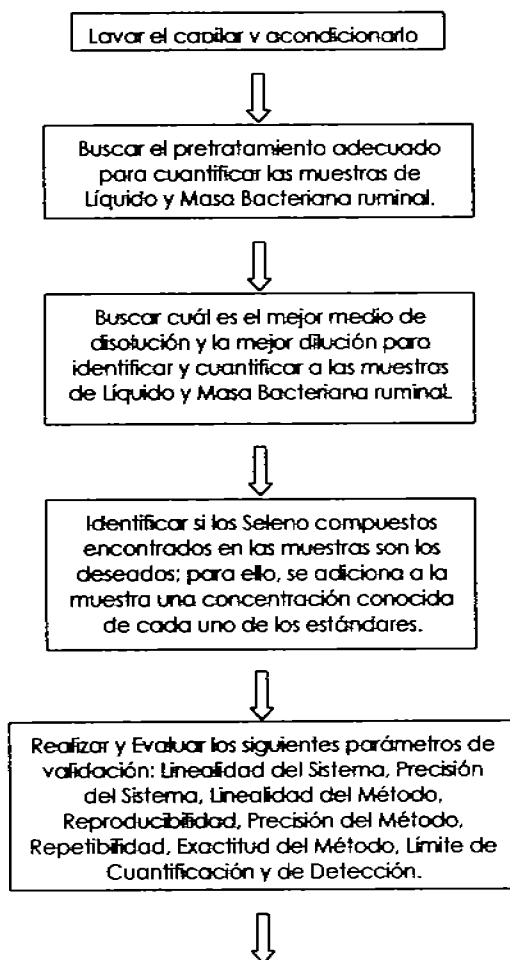 Lavar el capilar y acondicionarlo
Buscar el pretratamiento adecuado
para cuantificar las muestras de
Líquido y Masa Bacteriana ruminal.
Buscar cuál es el mejor medio de
disolución y la mejor dilución para
identificar y cuantificar a las muestras
de Líquido y Masa Bacteriana ruminal.
Identificar si los Seleno compuestos
encontrados en las muestras son los
deseados; para ello, se adiciona a la
muestra una concentración conocida
de cada uno de los estándares.
Realizar y Evaluar los siguientes parámetros de
validación: Linealidad del Sistema, Precisión
del Sistema, Linealidad del Método,
Reproducibilidad, Precisión del Método,
Repetibilidad, Exactitud del Método, Límite de
Cuantificación y de Detección.